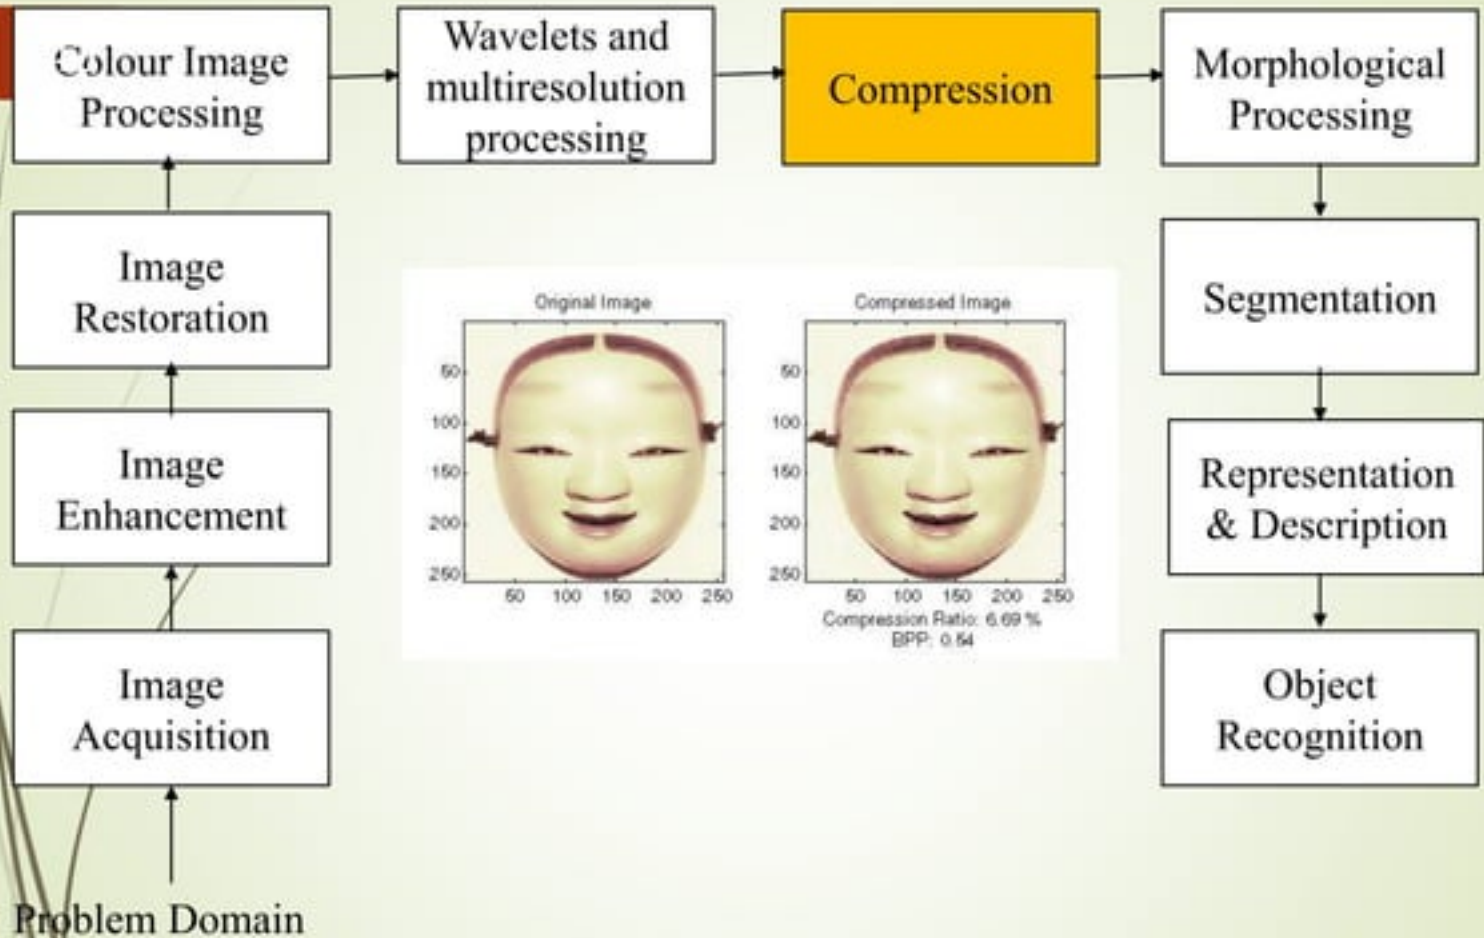 Colour Image
Processing
Wavelets and
multiresolution
processing
Compression
Morphological
Processing
Image
Restoration
Segmentation
Image
Enhancement
Representation
& Description
Image
Acquisition
Object
Recognition
Problem Domain
Original Image
50
100
150
200
250
50 100 150 200 250
Compressed Image
50
100
150
200
250
50 100 150 200 250
Compression Ratio: 6.69 %
BPP: 0.54